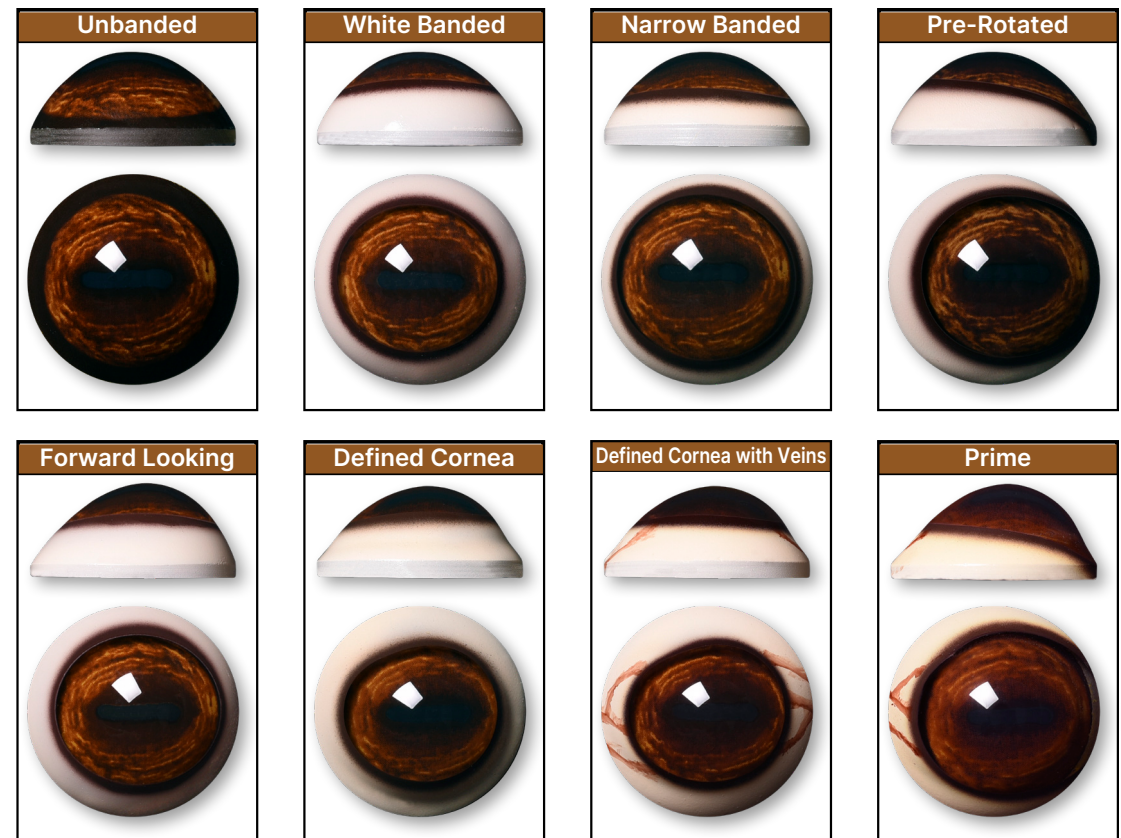 Unbanded
White Banded
Narrow Banded
Pre-Rotated
Forward Looking
Defined Cornea
Defined Cornea with Veins
Prime